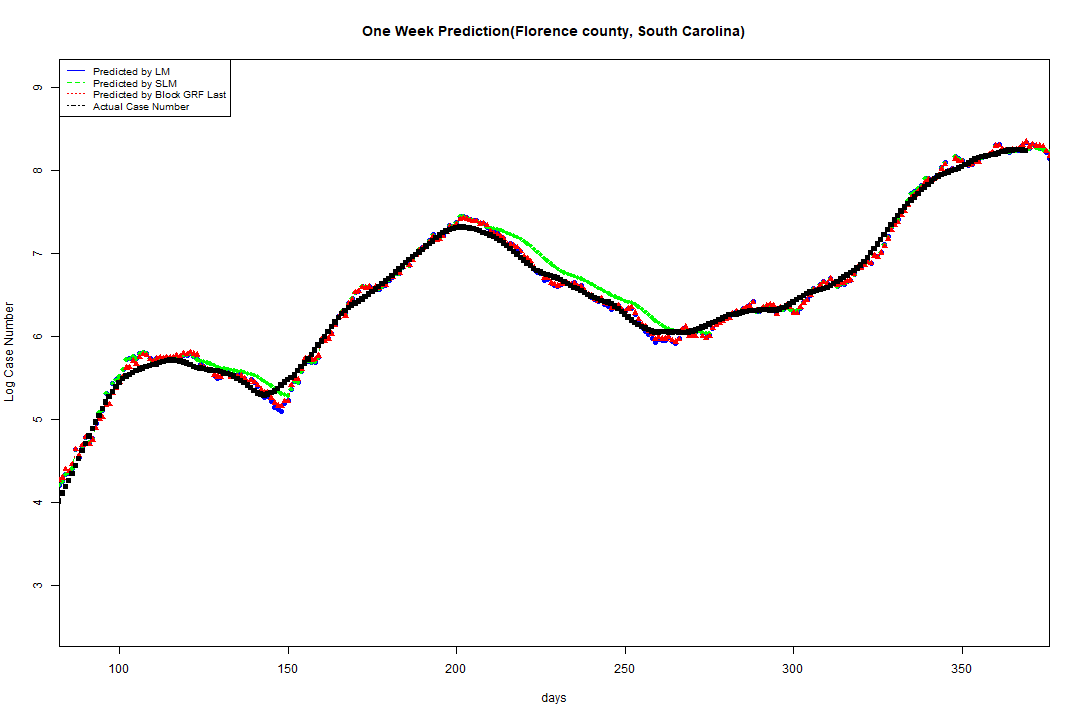 One Week Prediction(Florence county, South Carolina)
Predicted by LM
Predicted by SLM
Predicted by Block GRF Last
Actual Case Number
9
8
7
6
5
4
3
Log Case Number
100 150 200 250 300 350
days